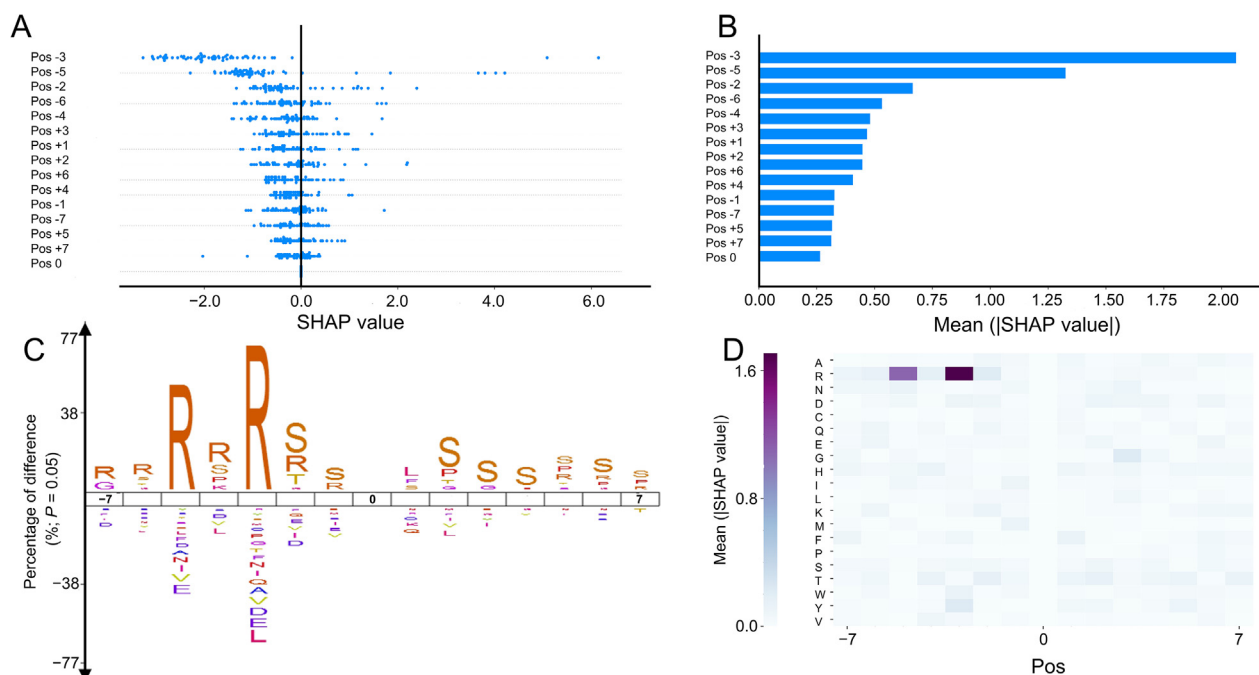 A
Pos -3
Pos -5
Pos -2
Pos -6
Pos -4
Pos +3
Pos +1
Pos +2
Pos +6
Pos +4
Pos -1
Pos -7
Pos +5
Pos +7
Pos 0
−2.0 0.0 2.0 4.0 6.0
SHAP value
B
Pos -3
Pos -5
Pos -2
Pos -6
Pos -4
Pos +3
Pos +1
Pos +2
Pos +6
Pos +4
Pos -1
Pos -7
Pos +5
Pos +7
Pos 0
0.00 0.25 0.50 0.75 1.00 1.25 1.50 1.75 2.00
Mean (|SHAP value|)
C
Percentage of difference
(%; P = 0.05)
77
38
−38
−77
−7 0 7
R G
R
R
R S P K
R
S R T
S R
L F S
S P T G
S G
S
S P R
S R
S
D
D V L
P A N I V E
P Q T F N I Q A V D E L
G E V I D
I E V
K Q
I V L
D
Mean (|SHAP value|)
1.6
0.8
0.0
A
R
N
D
C
Q
E
G
H
I
L
K
M
F
P
S
T
W
Y
V
−7 0 7
Pos